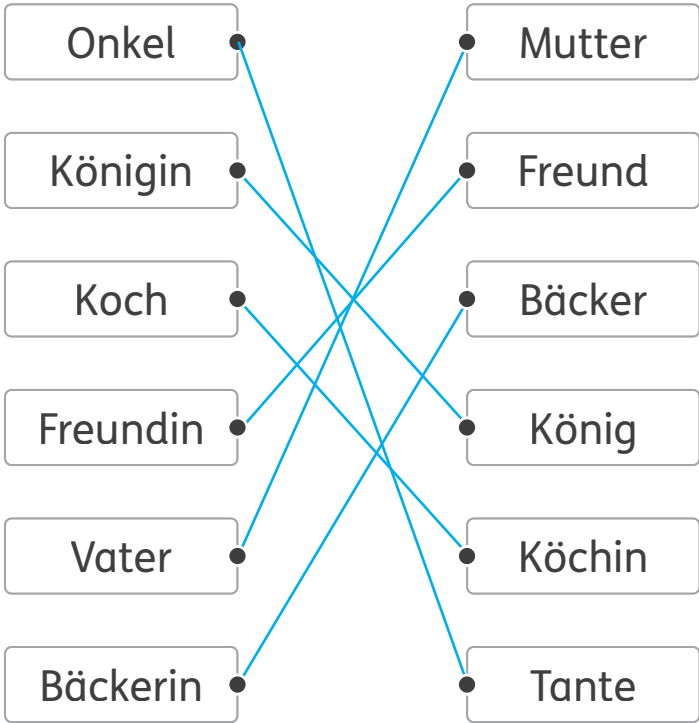 Onkel
Mutter
Königin
Freund
Koch
Bäcker
Freundin
König
Vater
Köchin
Bäckerin
Tante